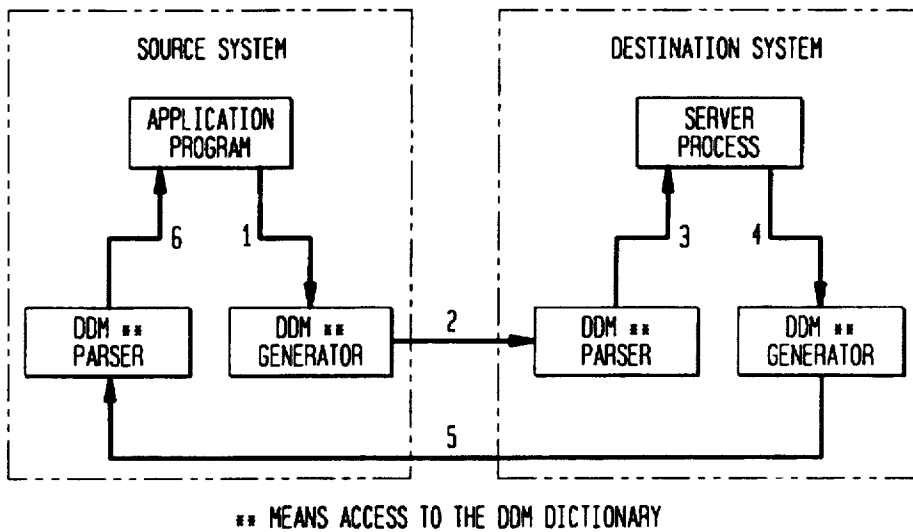 SOURCE SYSTEM
DESTINATION SYSTEM
APPLICATION
PROGRAM
SERVER
PROCESS
6
1
3
4
DDM **
PARSER
DDM **
GENERATOR
2
DDM **
PARSER
DDM **
GENERATOR
5
** MEANS ACCESS TO THE DDM DICTIONARY